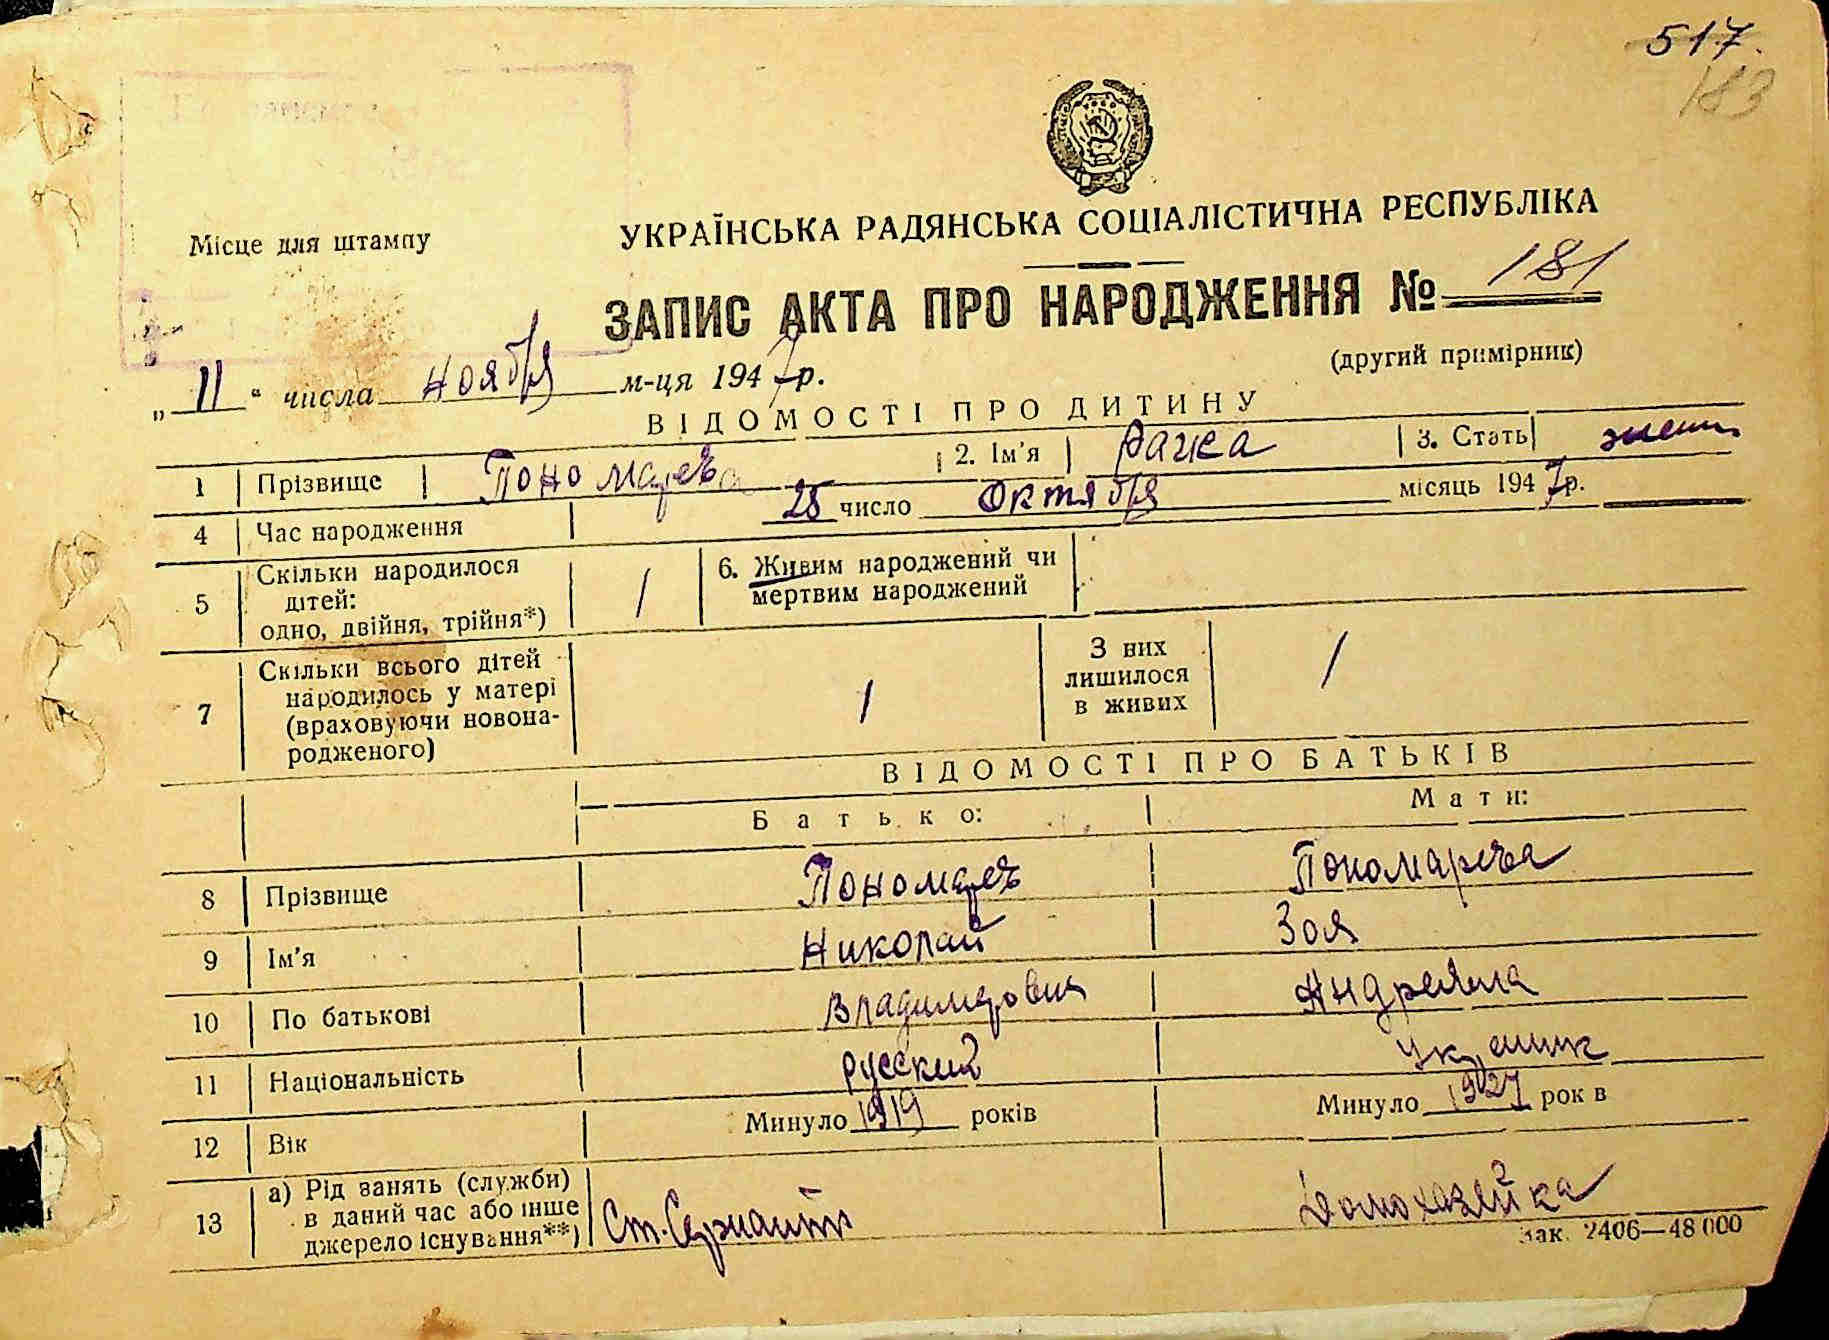 517.
183
Місце для штампу
УКРАЇНСЬКА РАДЯНСЬКА СОЦІАЛІСТИЧНА РЕСПУБЛІКА
ЗАПИС АКТА ПРО НАРОДЖЕННЯ № 181
(другий примірник)
„ 11 “ числа ноября м-ця 1947 р.
ВІДОМОСТІ ПРО ДИТИНУ
1 Прізвище Пономарева 2. Ім'я 3. Стать женск
4 Час народження число Октября місяць 1947 р.
5 Скільки народилося дітей: одно, двійня, трійня*) 1 6. Живим народжений чи мертвим народжений
7 Скільки всього дітей народилось у матері (враховуючи новонародженого) 1 З них лишилося в живих 1
ВІДОМОСТІ ПРО БАТЬКІВ
Батько: Мати:
8 Прізвище Пономарев Пономарева
9 Ім'я Николай Зоя
10 По батькові Владимирович
11 Національність русский
12 Вік Минуло 1919 років Минуло 1927 рок в
13 а) Рід занять (служби) в даний час або інше джерело існування**) Ст. Сержант Домохазяйка
Зак. 2406—48 000